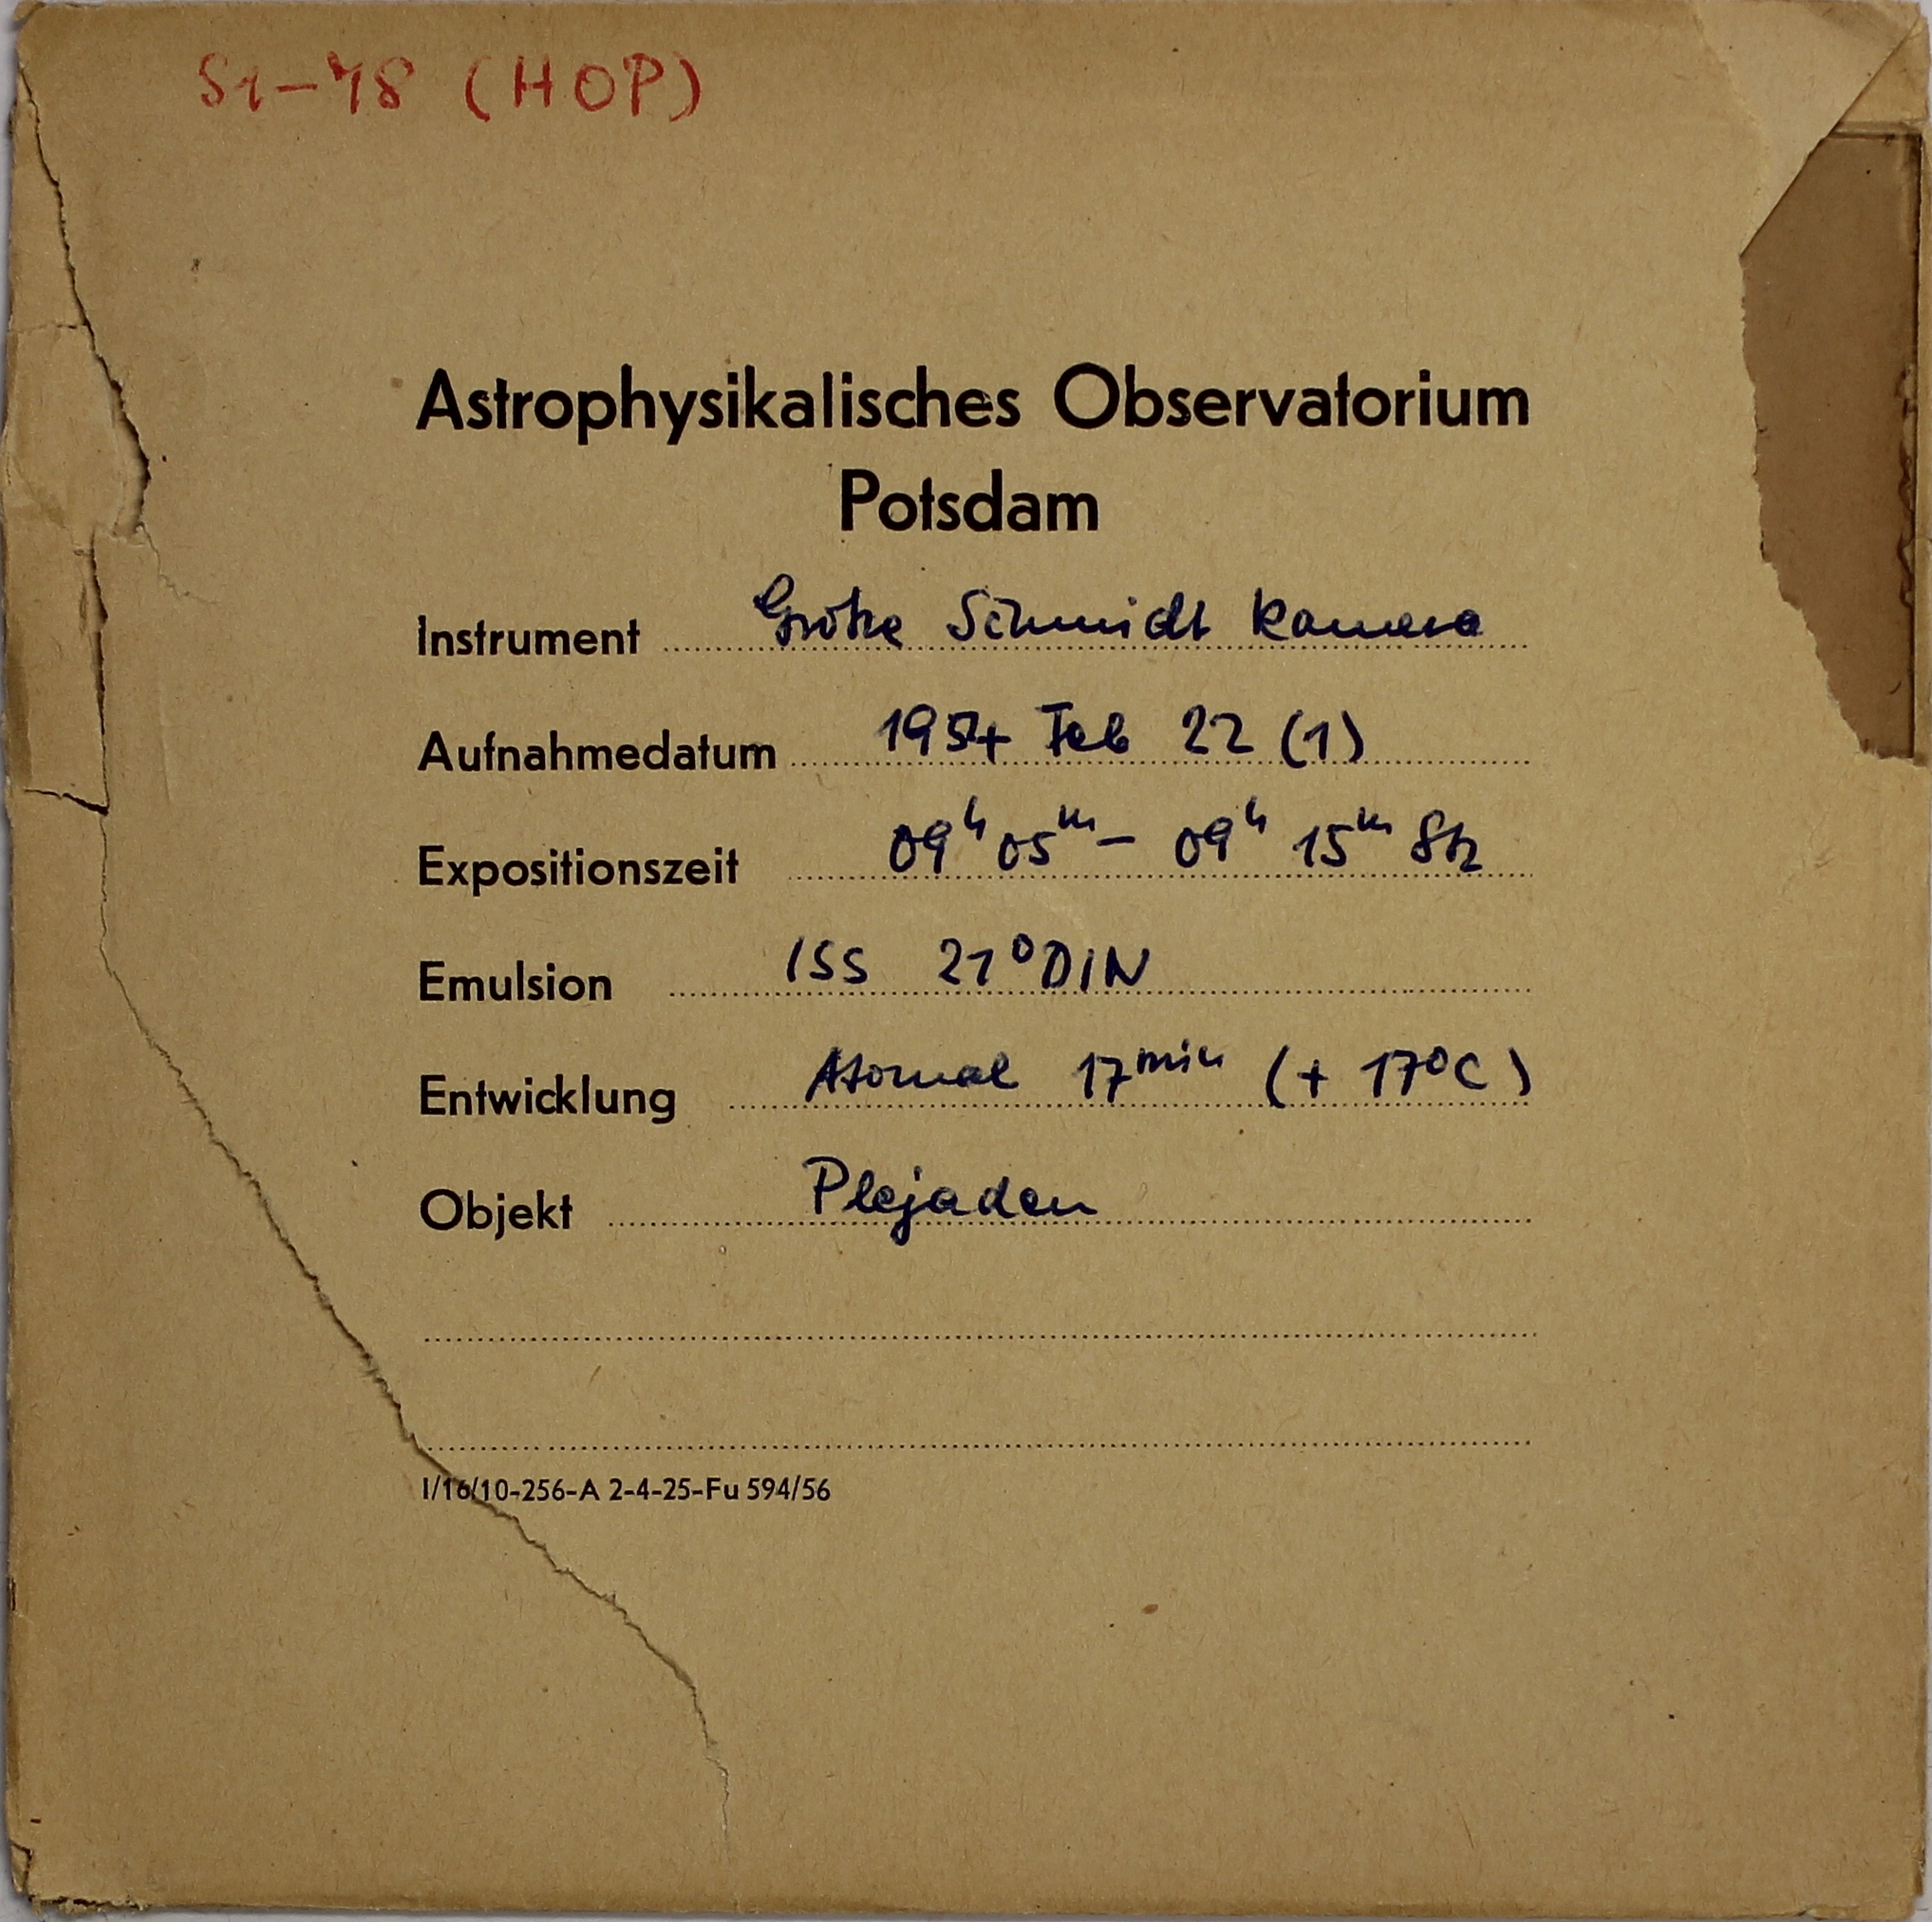 S1-78 (HOP)
Astrophysikalisches Observatorium
Potsdam
Instrument Große Schmidt Kamera
Aufnahmedatum Feb 22 (1)
Expositionszeit 09h 05m - 09h 15m Stz
Emulsion ISS 21° DIN
Entwicklung Atomal 17min (+ 17°C)
Objekt Plejaden
I/16/10-256-A 2-4-25-Fu 594/56